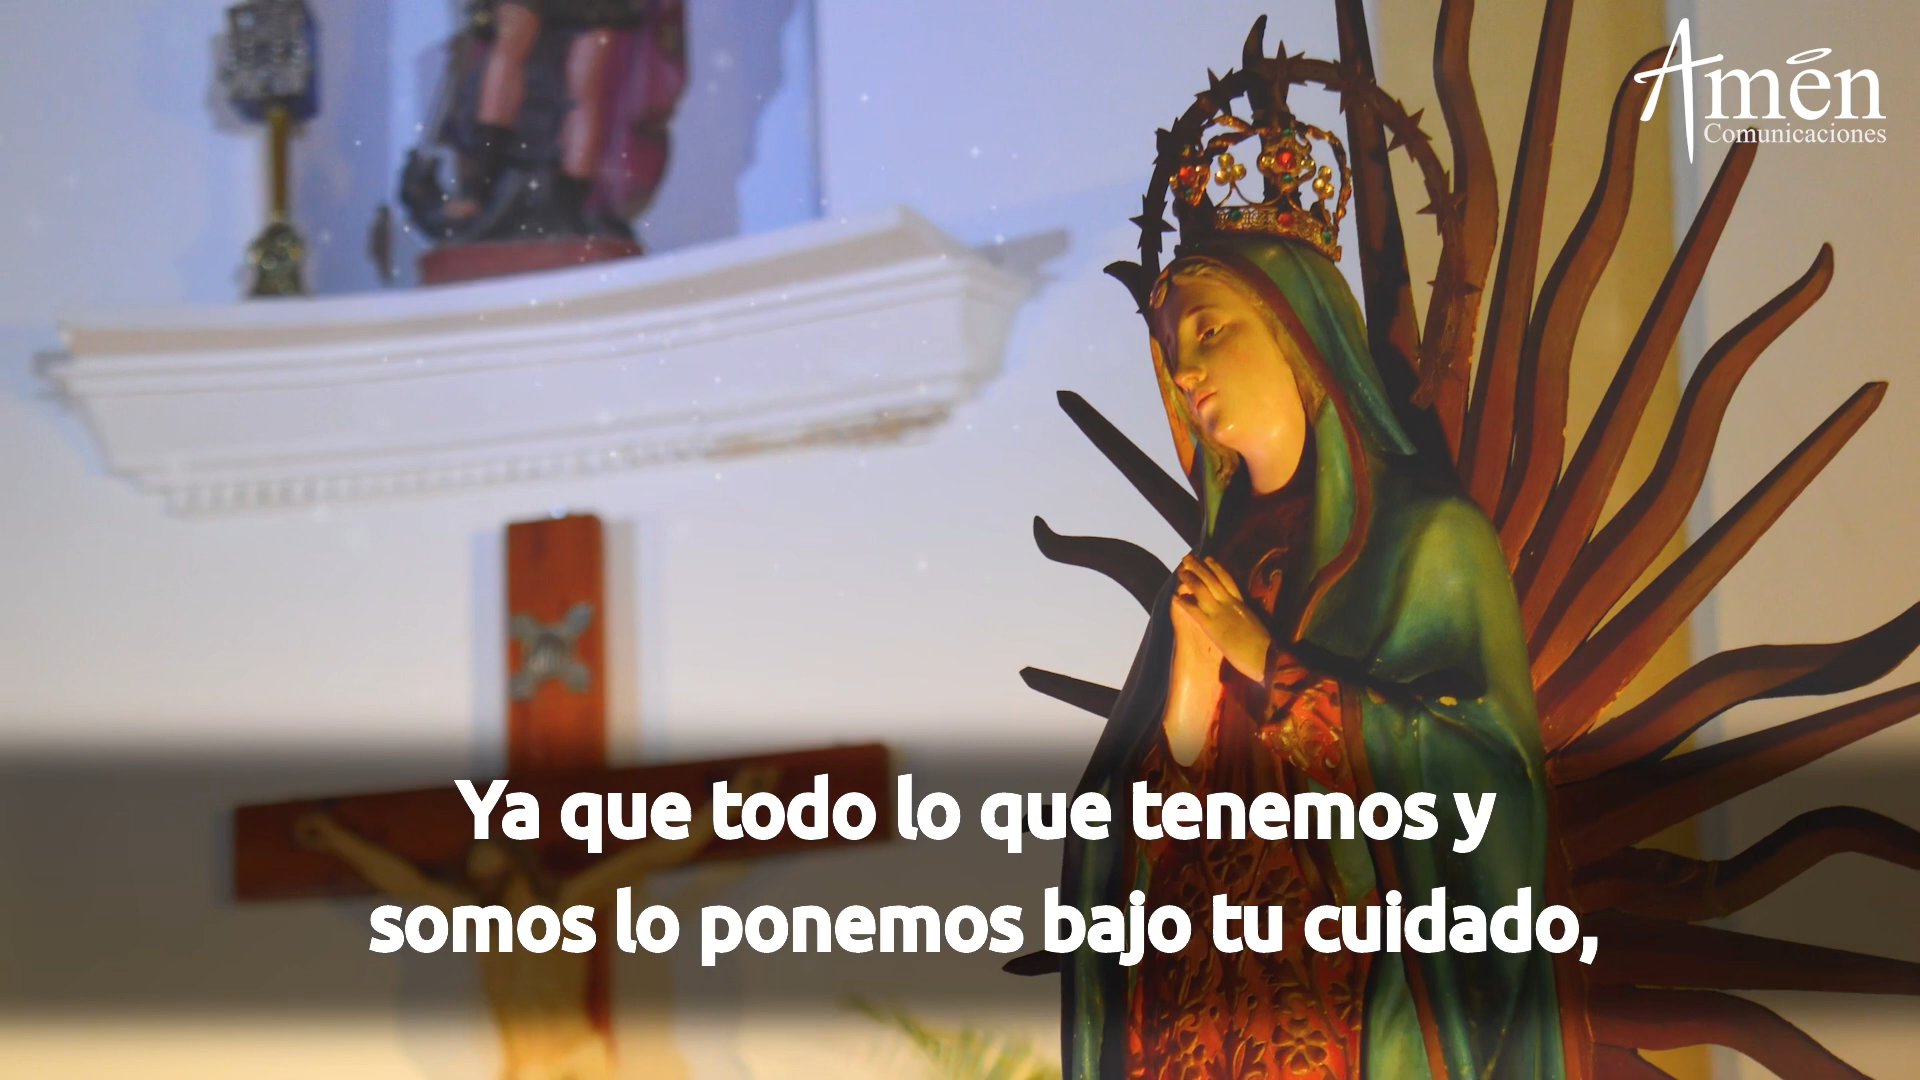 Amén
Comunicaciones
Ya que todo lo que tenemos y
somos lo ponemos bajo tu cuidado,